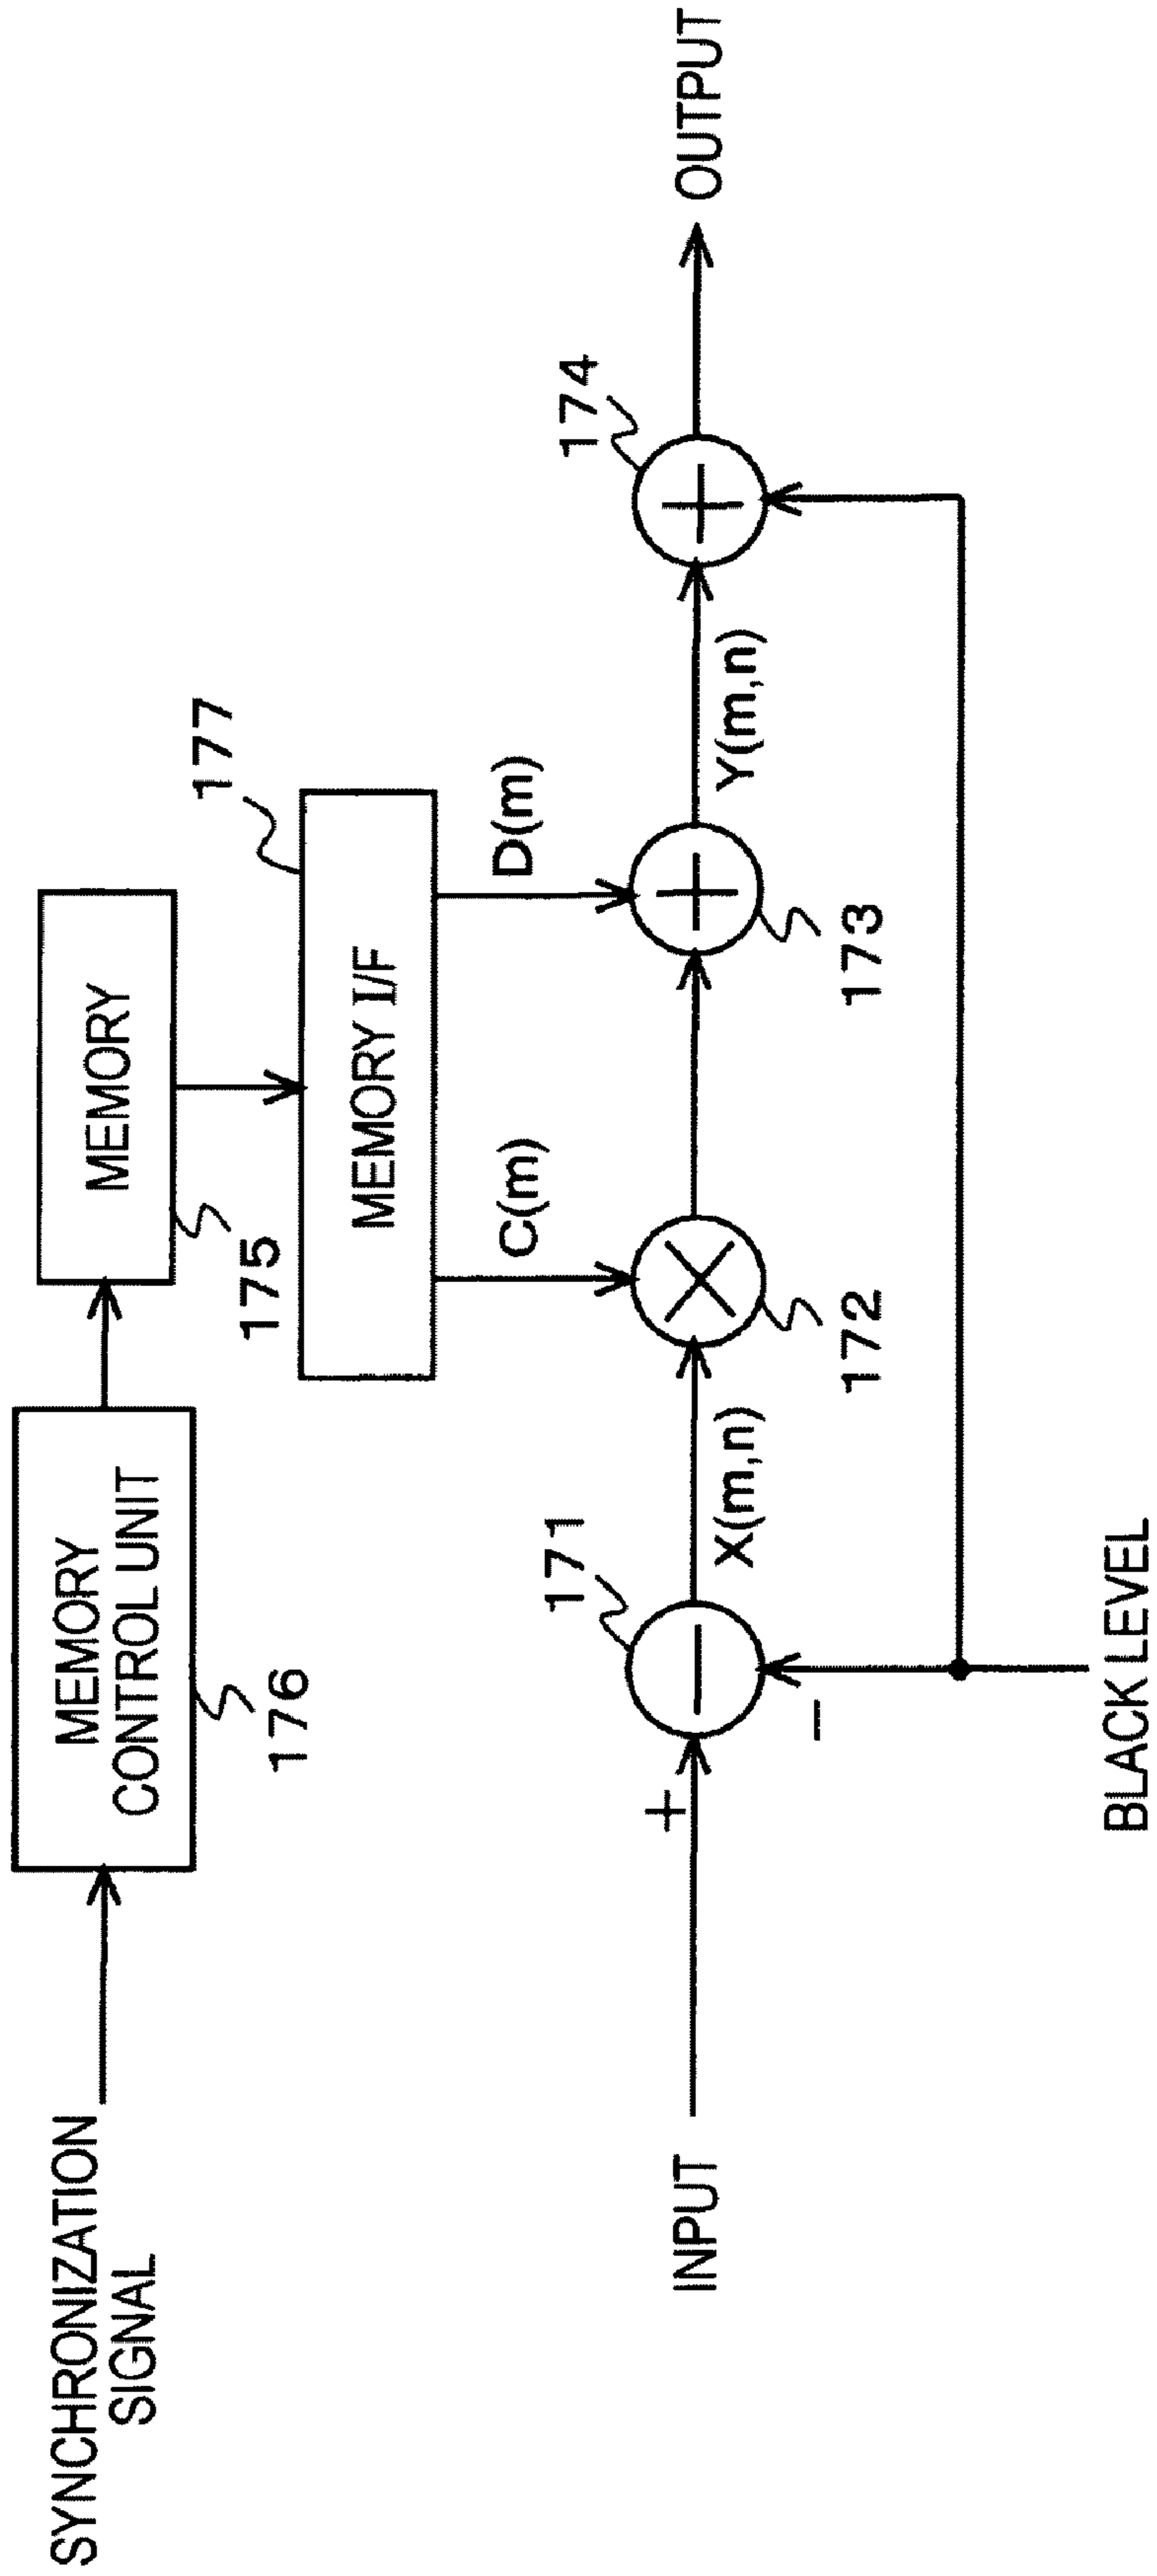 SYNCHRONIZATION
SIGNAL
MEMORY
CONTROL UNIT
176
MEMORY
175
MEMORY I/F
177
C(m)
D(m)
INPUT
+
−
171
X(m,n)
172
173
Y(m,n)
174
OUTPUT
BLACK LEVEL